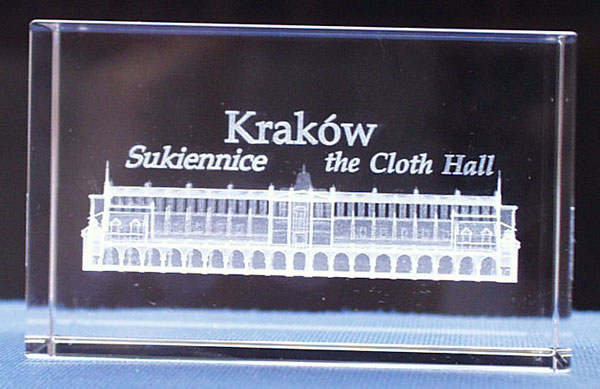 Kraków
Sukiennice the Cloth Hall